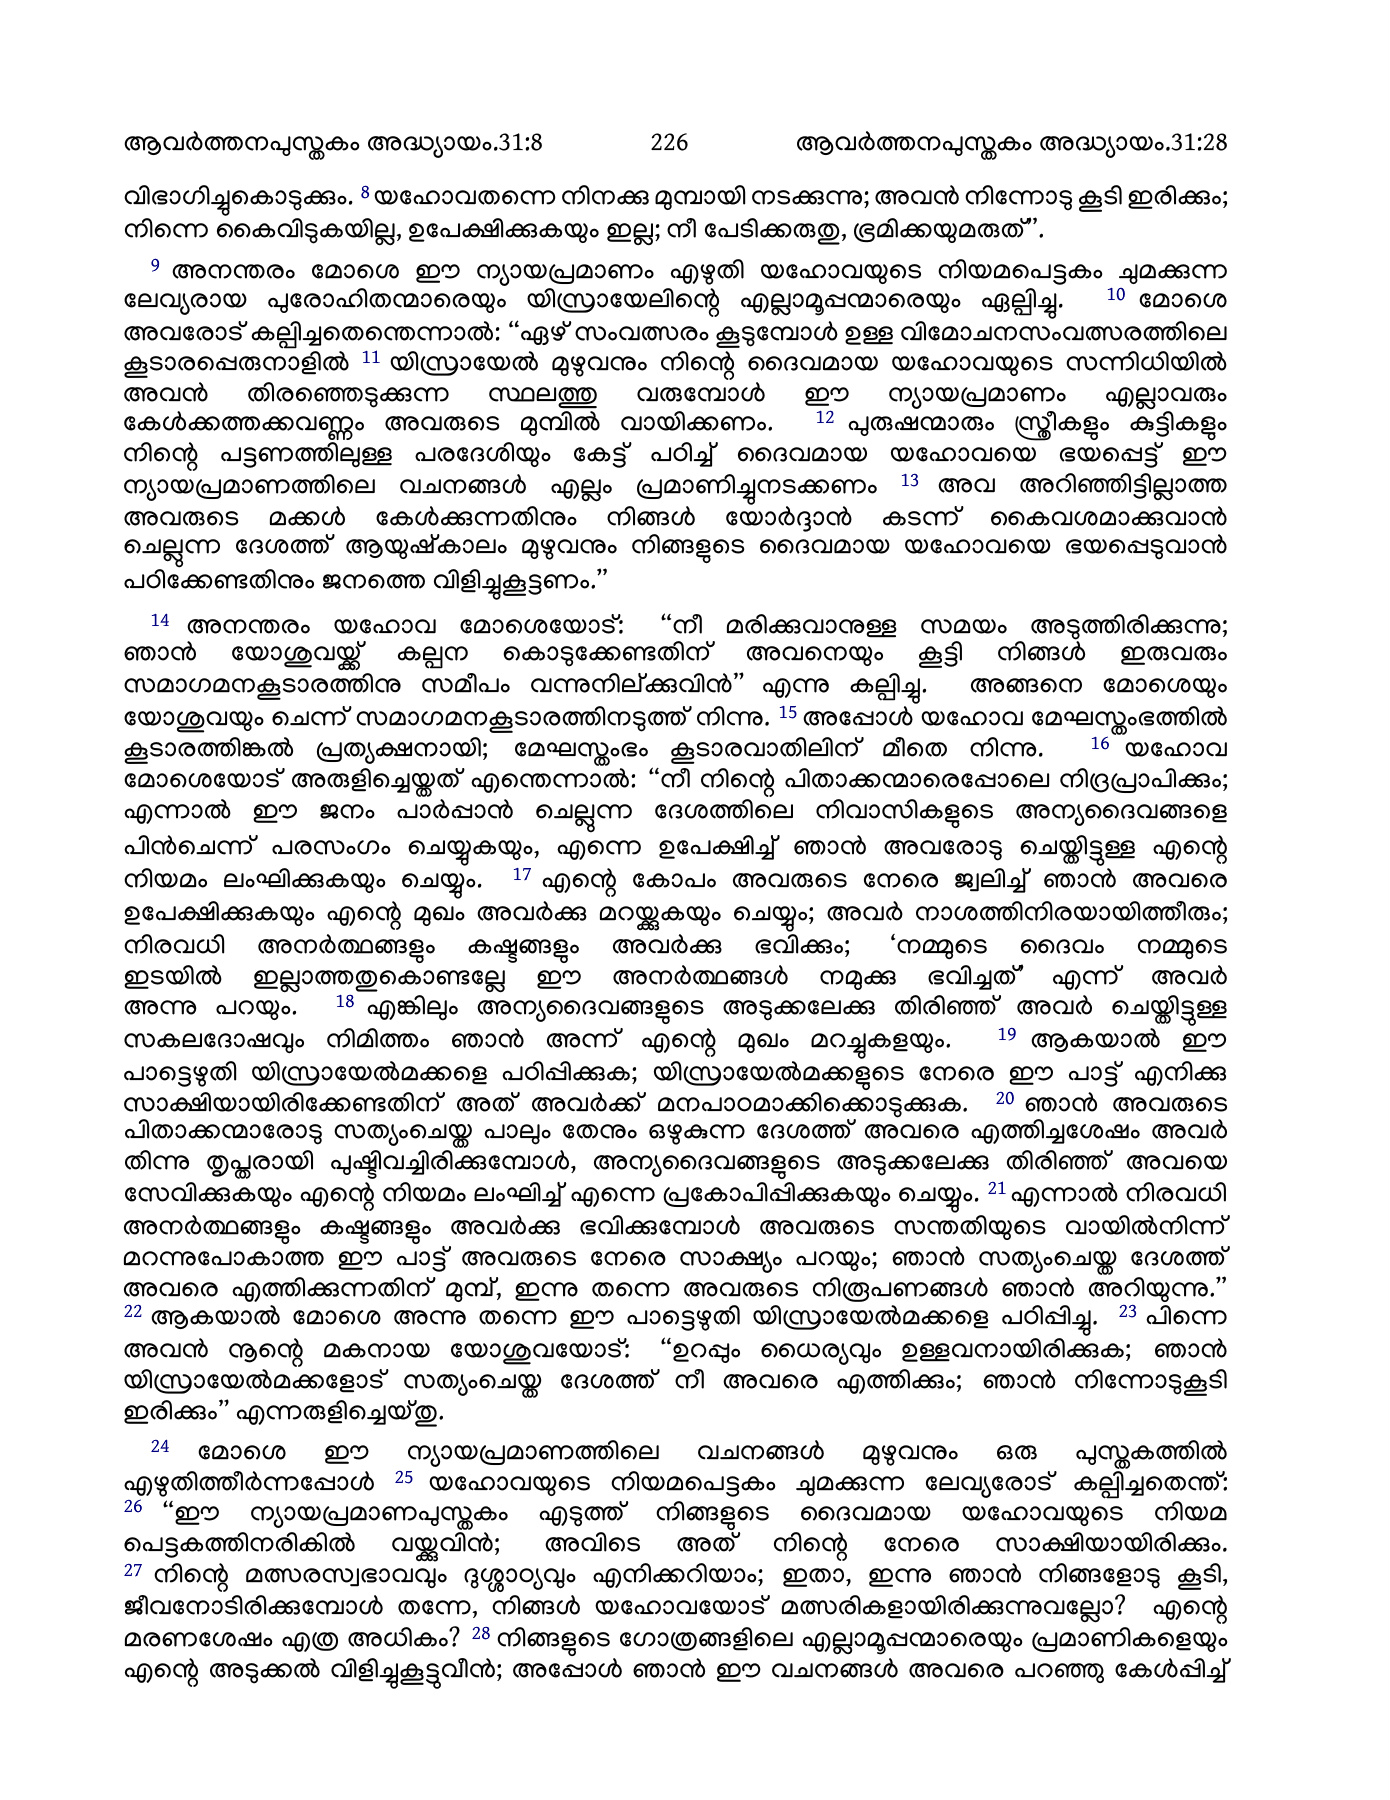 ആവർത്തനപുസ്തകം അദ്ധ്യായം.31:8 226 ആവർത്തനപുസ്തകം അദ്ധ്യായം.31:28
വിഭാഗിച്ചുകൊടുക്കും. 8 യഹോവതന്നെ നിനക്കു മുമ്പായി നടക്കുന്നു; അവൻ നിന്നോടു കൂടി ഇരിക്കും;
നിന്നെ കൈവിടുകയില്ല, ഉപേക്ഷിക്കുകയും ഇല്ല; നീ പേടിക്കരുതു, ഭ്രമിക്കയുമരുത്”.
9 അനന്തരം മോശെ ഈ ന്യായപ്രമാണം എഴുതി യഹോവയുടെ നിയമപെട്ടകം ചുമക്കുന്ന
ലേവ്യരായ പുരോഹിതന്മാരെയും യിസ്രായേലിന്റെ എല്ലാമൂപ്പന്മാരെയും ഏല്പിച്ചു. 10 മോശെ
അവരോട് കല്പിച്ചതെന്തെന്നാൽ: “ഏഴ് സംവത്സരം കൂടുമ്പോൾ ഉള്ള വിമോചനസംവത്സരത്തിലെ
കൂടാരപ്പെരുനാളിൽ 11 യിസ്രായേൽ മുഴുവനും നിന്റെ ദൈവമായ യഹോവയുടെ സന്നിധിയിൽ
അവൻ തിരഞ്ഞെടുക്കുന്ന സ്ഥലത്തു വരുമ്പോൾ ഈ ന്യായപ്രമാണം എല്ലാവരും
കേൾക്കത്തക്കവണ്ണം അവരുടെ മുമ്പിൽ വായിക്കണം. 12 പുരുഷന്മാരും സ്ത്രീകളും കുട്ടികളും
നിന്റെ പട്ടണത്തിലുള്ള പരദേശിയും കേട്ട് പഠിച്ച് ദൈവമായ യഹോവയെ ഭയപ്പെട്ട് ഈ
ന്യായപ്രമാണത്തിലെ വചനങ്ങൾ എല്ലം പ്രമാണിച്ചുനടക്കണം 13 അവ അറിഞ്ഞിട്ടില്ലാത്ത
അവരുടെ മക്കൾ കേൾക്കുന്നതിനും നിങ്ങൾ യോർദ്ദാൻ കടന്ന് കൈവശമാക്കുവാൻ
ചെല്ലുന്ന ദേശത്ത് ആയുഷ്കാലം മുഴുവനും നിങ്ങളുടെ ദൈവമായ യഹോവയെ ഭയപ്പെടുവാൻ
പഠിക്കേണ്ടതിനും ജനത്തെ വിളിച്ചുകൂട്ടണം.”
14 അനന്തരം യഹോവ മോശെയോട്: “നീ മരിക്കുവാനുള്ള സമയം അടുത്തിരിക്കുന്നു;
ഞാൻ യോശുവയ്ക്ക് കല്പന കൊടുക്കേണ്ടതിന് അവനെയും കൂട്ടി നിങ്ങൾ ഇരുവരും
സമാഗമനകൂടാരത്തിനു സമീപം വന്നുനില്ക്കുവിൻ” എന്നു കല്പിച്ചു. അങ്ങനെ മോശെയും
യോശുവയും ചെന്ന് സമാഗമനകൂടാരത്തിനടുത്ത് നിന്നു. 15 അപ്പോൾ യഹോവ മേഘസ്തംഭത്തിൽ
കൂടാരത്തിങ്കൽ പ്രത്യക്ഷനായി; മേഘസ്തംഭം കൂടാരവാതിലിന് മീതെ നിന്നു. 16 യഹോവ
മോശെയോട് അരുളിച്ചെയ്തത് എന്തെന്നാൽ: “നീ നിന്റെ പിതാക്കന്മാരെപ്പോലെ നിദ്രപ്രാപിക്കും;
എന്നാൽ ഈ ജനം പാർപ്പാൻ ചെല്ലുന്ന ദേശത്തിലെ നിവാസികളുടെ അന്യദൈവങ്ങളെ
പിൻചെന്ന് പരസംഗം ചെയ്യുകയും, എന്നെ ഉപേക്ഷിച്ച് ഞാൻ അവരോടു ചെയ്തിട്ടുള്ള എന്റെ
നിയമം ലംഘിക്കുകയും ചെയ്യും. 17 എന്റെ കോപം അവരുടെ നേരെ ജ്വലിച്ച് ഞാൻ അവരെ
ഉപേക്ഷിക്കുകയും എന്റെ മുഖം അവർക്കു മറയ്ക്കുകയും ചെയ്യും; അവർ നാശത്തിനിരയായിത്തീരും;
നിരവധി അനർത്ഥങ്ങളും കഷ്ടങ്ങളും അവർക്കു ഭവിക്കും; ‘നമ്മുടെ ദൈവം നമ്മുടെ
ഇടയിൽ ഇല്ലാത്തതുകൊണ്ടല്ലേ ഈ അനർത്ഥങ്ങൾ നമുക്കു ഭവിച്ചത്’ എന്ന് അവർ
അന്നു പറയും. 18 എങ്കിലും അന്യദൈവങ്ങളുടെ അടുക്കലേക്കു തിരിഞ്ഞ് അവർ ചെയ്തിട്ടുള്ള
സകലദോഷവും നിമിത്തം ഞാൻ അന്ന് എന്റെ മുഖം മറച്ചുകളയും. 19 ആകയാൽ ഈ
പാട്ടെഴുതി യിസ്രായേൽമക്കളെ പഠിപ്പിക്കുക; യിസ്രായേൽമക്കളുടെ നേരെ ഈ പാട്ട് എനിക്കു
സാക്ഷിയായിരിക്കേണ്ടതിന് അത് അവർക്ക് മനപാഠമാക്കിക്കൊടുക്കുക. 20 ഞാൻ അവരുടെ
പിതാക്കന്മാരോടു സത്യംചെയ്ത പാലും തേനും ഒഴുകുന്ന ദേശത്ത് അവരെ എത്തിച്ചശേഷം അവർ
തിന്നു തൃപ്തരായി പുഷ്ടിവച്ചിരിക്കുമ്പോൾ, അന്യദൈവങ്ങളുടെ അടുക്കലേക്കു തിരിഞ്ഞ് അവയെ
സേവിക്കുകയും എന്റെ നിയമം ലംഘിച്ച് എന്നെ പ്രകോപിപ്പിക്കുകയും ചെയ്യും. 21 എന്നാൽ നിരവധി
അനർത്ഥങ്ങളും കഷ്ടങ്ങളും അവർക്കു ഭവിക്കുമ്പോൾ അവരുടെ സന്തതിയുടെ വായിൽനിന്ന്
മറന്നുപോകാത്ത ഈ പാട്ട് അവരുടെ നേരെ സാക്ഷ്യം പറയും; ഞാൻ സത്യംചെയ്ത ദേശത്ത്
അവരെ എത്തിക്കുന്നതിന് മുമ്പ്, ഇന്നു തന്നെ അവരുടെ നിരൂപണങ്ങൾ ഞാൻ അറിയുന്നു.”
22 ആകയാൽ മോശെ അന്നു തന്നെ ഈ പാട്ടെഴുതി യിസ്രായേൽമക്കളെ പഠിപ്പിച്ചു. 23 പിന്നെ
അവൻ നൂന്റെ മകനായ യോശുവയോട്: “ഉറപ്പും ധൈര്യവും ഉള്ളവനായിരിക്കുക; ഞാൻ
യിസ്രായേൽമക്കളോട് സത്യംചെയ്ത ദേശത്ത് നീ അവരെ എത്തിക്കും; ഞാൻ നിന്നോടുകൂടി
ഇരിക്കും” എന്നരുളിച്ചെയ്തു.
24 മോശെ ഈ ന്യായപ്രമാണത്തിലെ വചനങ്ങൾ മുഴുവനും ഒരു പുസ്തകത്തിൽ
എഴുതിത്തീർന്നപ്പോൾ 25 യഹോവയുടെ നിയമപെട്ടകം ചുമക്കുന്ന ലേവ്യരോട് കല്പിച്ചതെന്ത്:
26 “ഈ ന്യായപ്രമാണപുസ്തകം എടുത്ത് നിങ്ങളുടെ ദൈവമായ യഹോവയുടെ നിയമ
പെട്ടകത്തിനരികിൽ വയ്ക്കുവിൻ; അവിടെ അത് നിന്റെ നേരെ സാക്ഷിയായിരിക്കും.
27 നിന്റെ മത്സരസ്വഭാവവും ദുശ്ശാഠ്യവും എനിക്കറിയാം; ഇതാ, ഇന്നു ഞാൻ നിങ്ങളോടു കൂടി,
ജീവനോടിരിക്കുമ്പോൾ തന്നേ, നിങ്ങൾ യഹോവയോട് മത്സരികളായിരിക്കുന്നുവല്ലോ? എന്റെ
മരണശേഷം എത്ര അധികം? 28 നിങ്ങളുടെ ഗോത്രങ്ങളിലെ എല്ലാമൂപ്പന്മാരെയും പ്രമാണികളെയും
എന്റെ അടുക്കൽ വിളിച്ചുകൂട്ടുവീൻ; അപ്പോൾ ഞാൻ ഈ വചനങ്ങൾ അവരെ പറഞ്ഞു കേൾപ്പിച്ച്